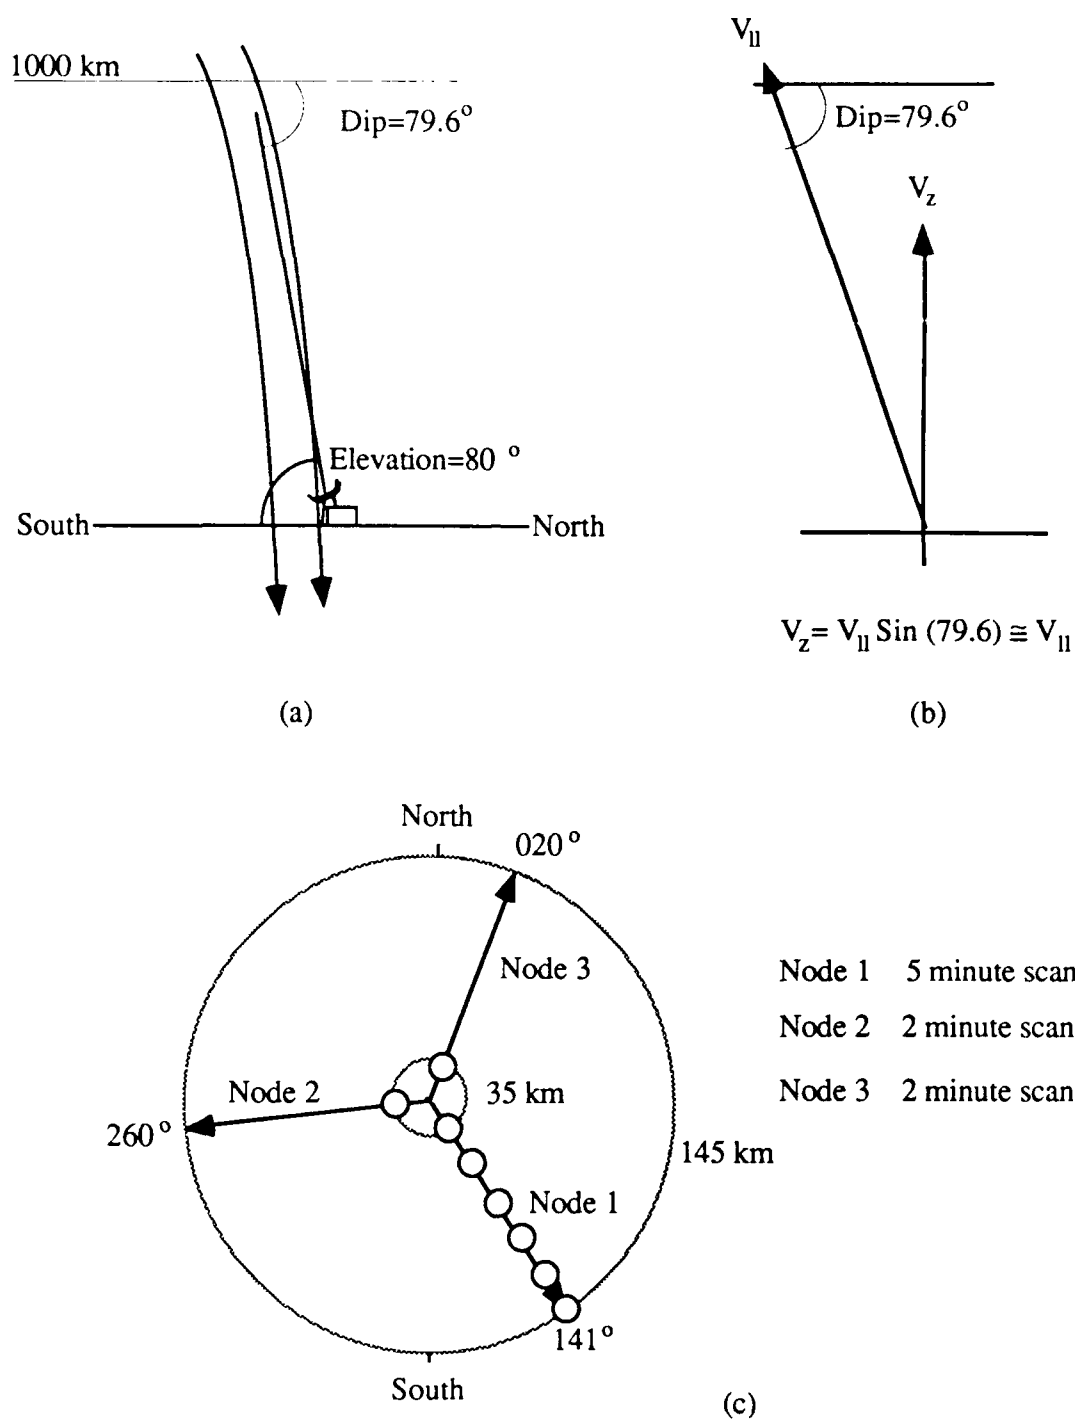 1000 km
Dip=79.6°
Elevation=80 °
South
North
(a)
V_ll
Dip=79.6°
V_z
V_z= V_ll Sin (79.6) ≅ V_ll
(b)
North
020°
Node 3
Node 2
35 km
260°
145 km
Node 1
141°
South
Node 1 5 minute scan
Node 2 2 minute scan
Node 3 2 minute scan
(c)